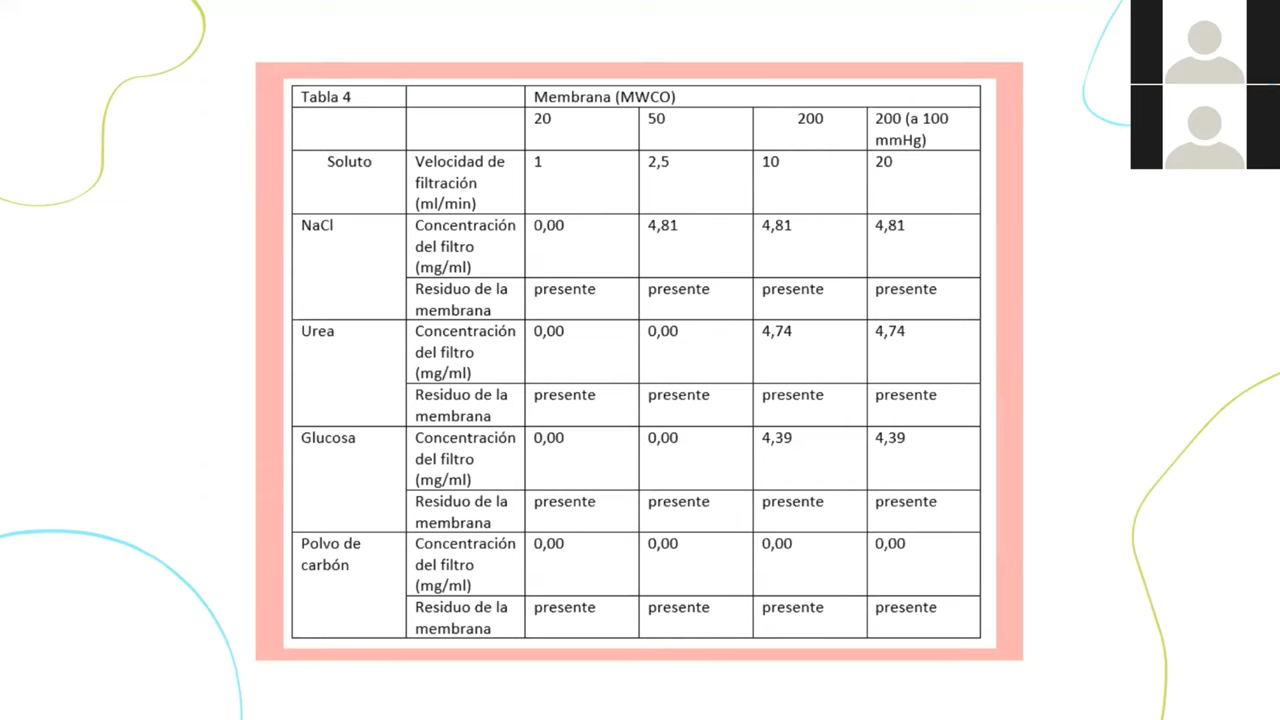 Tabla 4 Membrana (MWCO)
20 50 200 200 (a 100
mmHg)
Soluto Velocidad de 1 2,5 10 20
filtración
(ml/min)
NaCl Concentración 0,00 4,81 4,81 4,81
del filtro
(mg/ml)
Residuo de la presente presente presente presente
membrana
Urea Concentración 0,00 0,00 4,74 4,74
del filtro
(mg/ml)
Residuo de la presente presente presente presente
membrana
Glucosa Concentración 0,00 0,00 4,39 4,39
del filtro
(mg/ml)
Residuo de la presente presente presente presente
membrana
Polvo de Concentración 0,00 0,00 0,00 0,00
carbón del filtro
(mg/ml)
Residuo de la presente presente presente presente
membrana